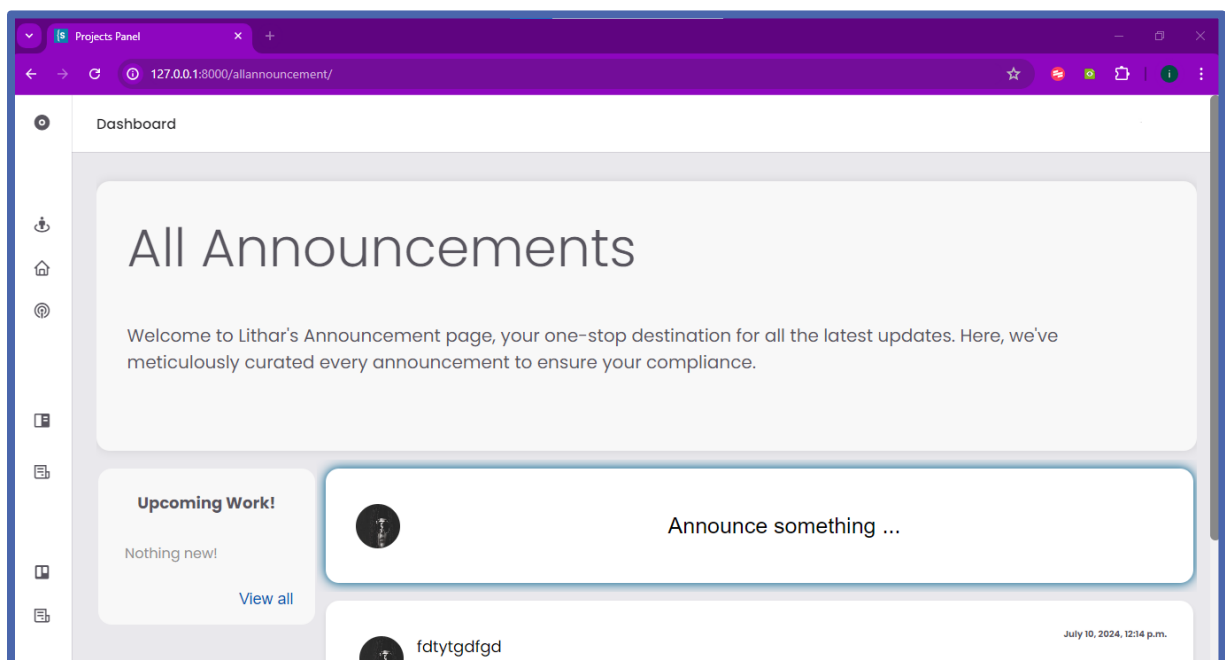 Projects Panel
127.0.0.1:8000/allannouncement/
Dashboard
All Announcements
Welcome to Lithar's Announcement page, your one-stop destination for all the latest updates. Here, we've
meticulously curated every announcement to ensure your compliance.
Upcoming Work!
Nothing new!
View all
Announce something ...
fdtytgdfgd
July 10, 2024, 12:14 p.m.